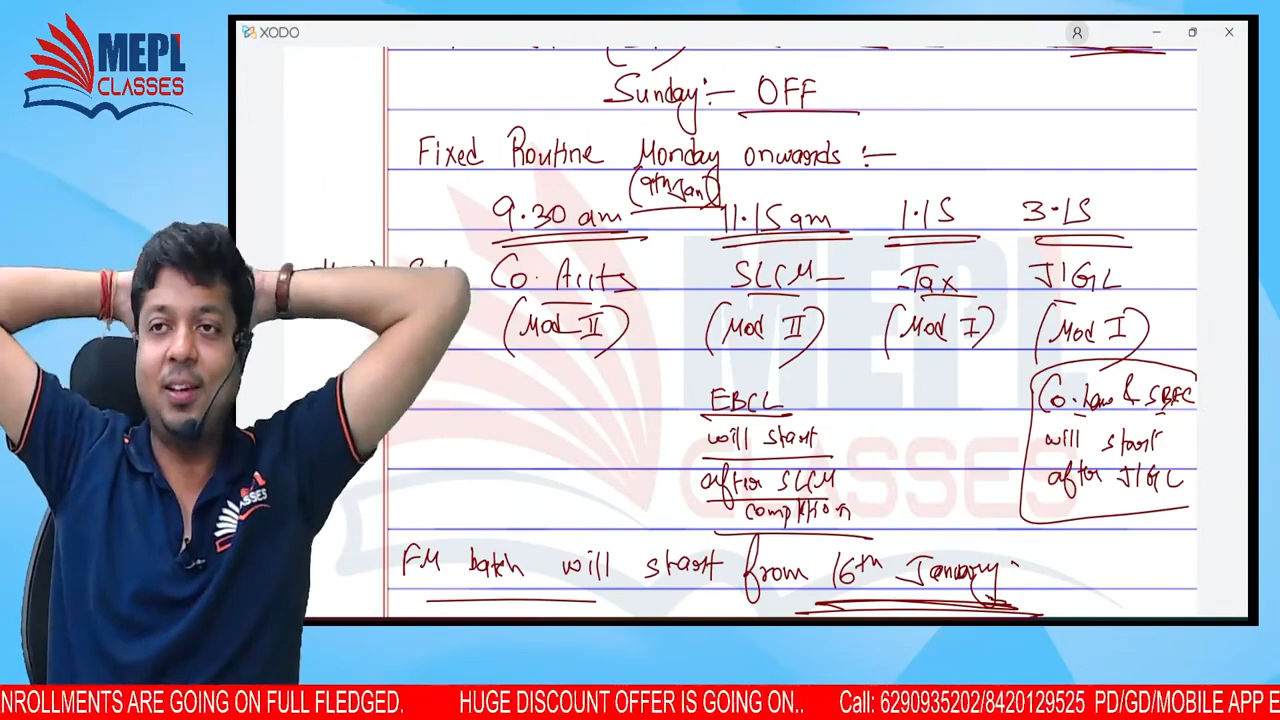 MEPL
CLASSES
XODO
Sunday:- OFF
Fixed Routine Monday onwards :-
(9th Jan)
9.30 am 11.15 am 1.15 3.15
Co. Accts SLCM Tax JIGL
(Mod II) (Mod II) (Mod I) (Mod I)
EBCL
will start
after SLCM
Co. Law & SBEC
will start
after JIGL
FM batch will start from 16th January.
CLASSES
NROLLMENTS ARE GOING ON FULL FLEDGED. HUGE DISCOUNT OFFER IS GOING ON.. Call: 6290935202/8420129525 PD/GD/MOBILE APP E